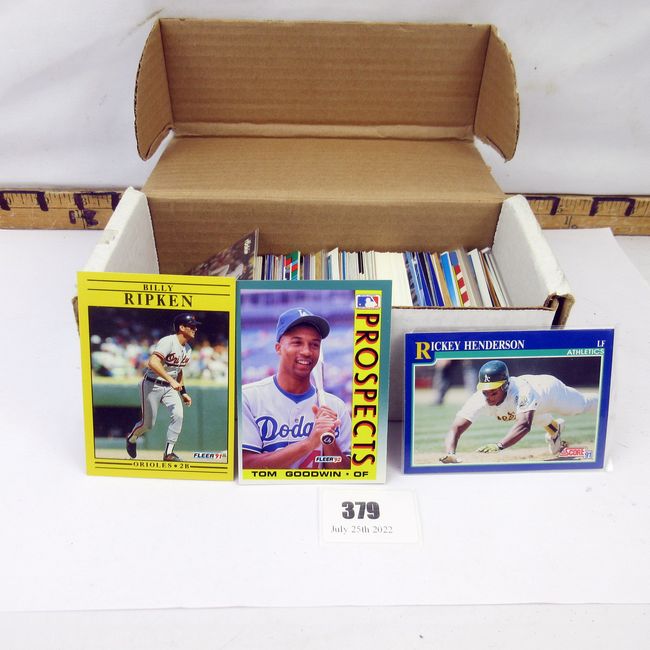 BILLY
RIPKEN
ORIOLES • 2B
FLEER '91
PROSPECTS
Dodgers
FLEER '92
TOM GOODWIN • OF
RICKEY HENDERSON
LF
ATHLETICS
SCORE
91
379
July 25th 2022